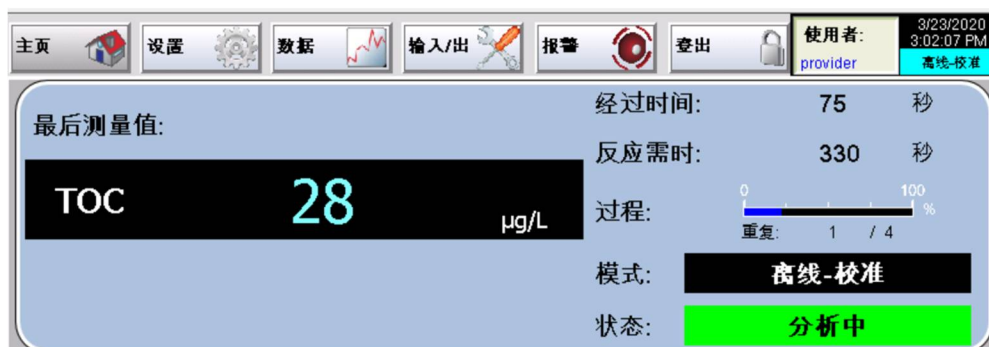 主页
设置
数据
输入/出
报警
登出
使用者:
provider
3/23/2020
3:02:07 PM
离线-校准
最后测量值:
TOC 28 µg/L
经过时间: 75 秒
反应需时: 330 秒
过程: 0 100 %
重复: 1 / 4
模式: 离线-校准
状态: 分析中